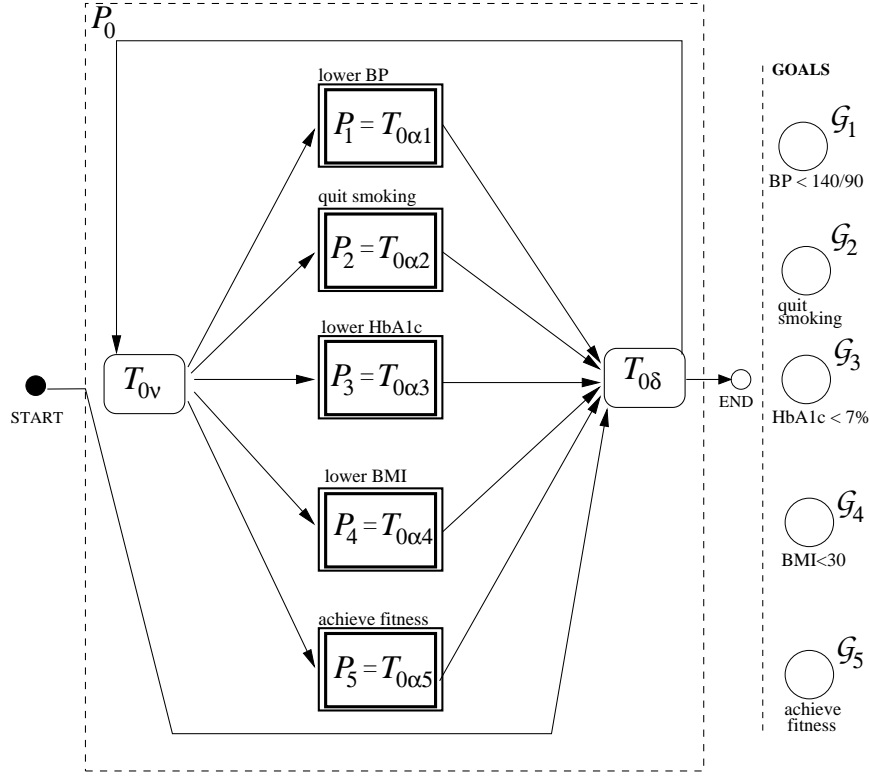 P0
lower BP
P1 = T0α1
quit smoking
P2 = T0α2
lower HbA1c
P3 = T0α3
lower BMI
P4 = T0α4
achieve fitness
P5 = T0α5
START
T0ν
T0δ
END
GOALS
G1
BP < 140/90
G2
quit
smoking
G3
HbA1c < 7%
G4
BMI<30
G5
achieve
fitness